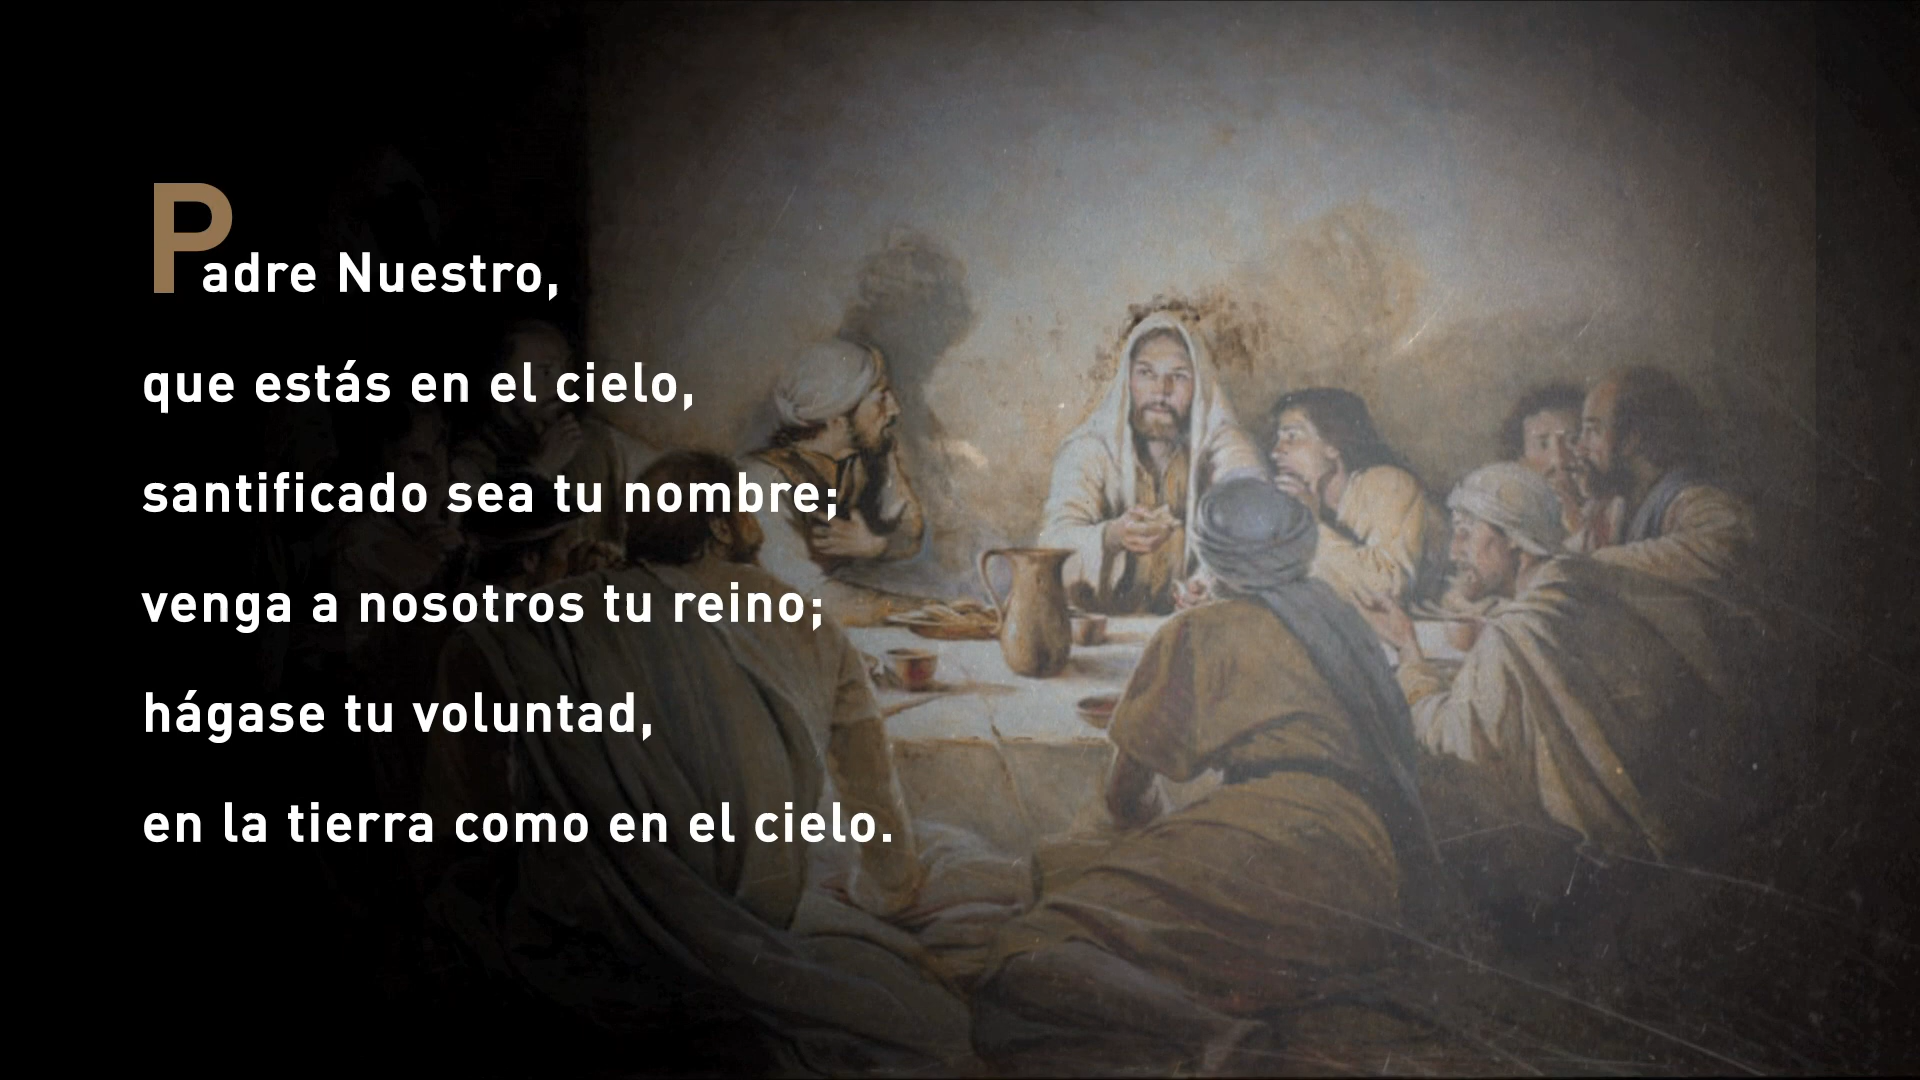 Padre Nuestro,
que estás en el cielo,
santificado sea tu nombre;
venga a nosotros tu reino;
hágase tu voluntad,
en la tierra como en el cielo.